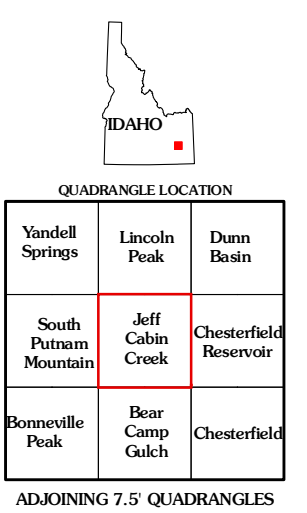 IDAHO
QUADRANGLE LOCATION
Yandell
Springs
Lincoln
Peak
Dunn
Basin
South
Putnam
Mountain
Jeff
Cabin
Creek
Chesterfield
Reservoir
Bonneville
Peak
Bear
Camp
Gulch
Chesterfield
ADJOINING 7.5' QUADRANGLES